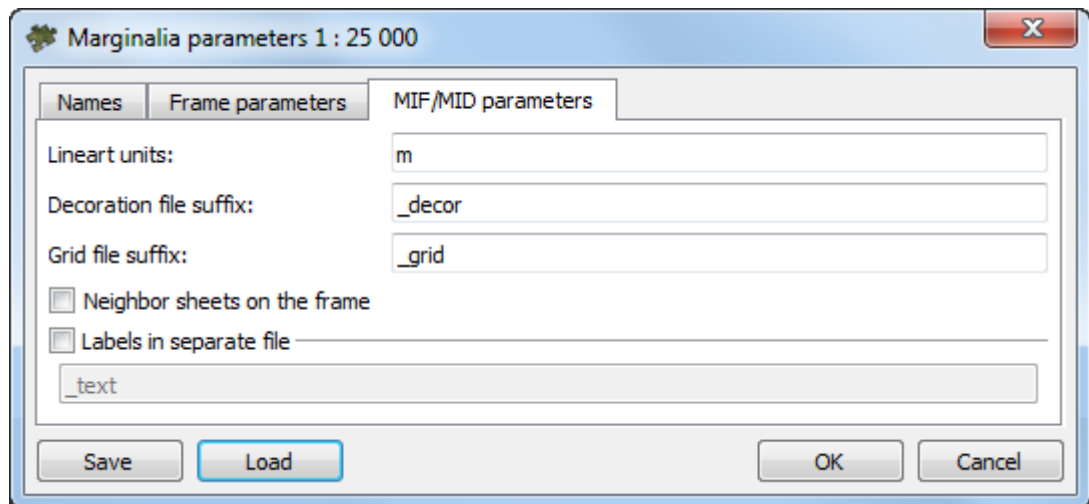 Marginalia parameters 1 : 25 000
Names Frame parameters MIF/MID parameters
Lineart units: m
Decoration file suffix: _decor
Grid file suffix: _grid
Neighbor sheets on the frame
Labels in separate file
_text
Save Load OK Cancel